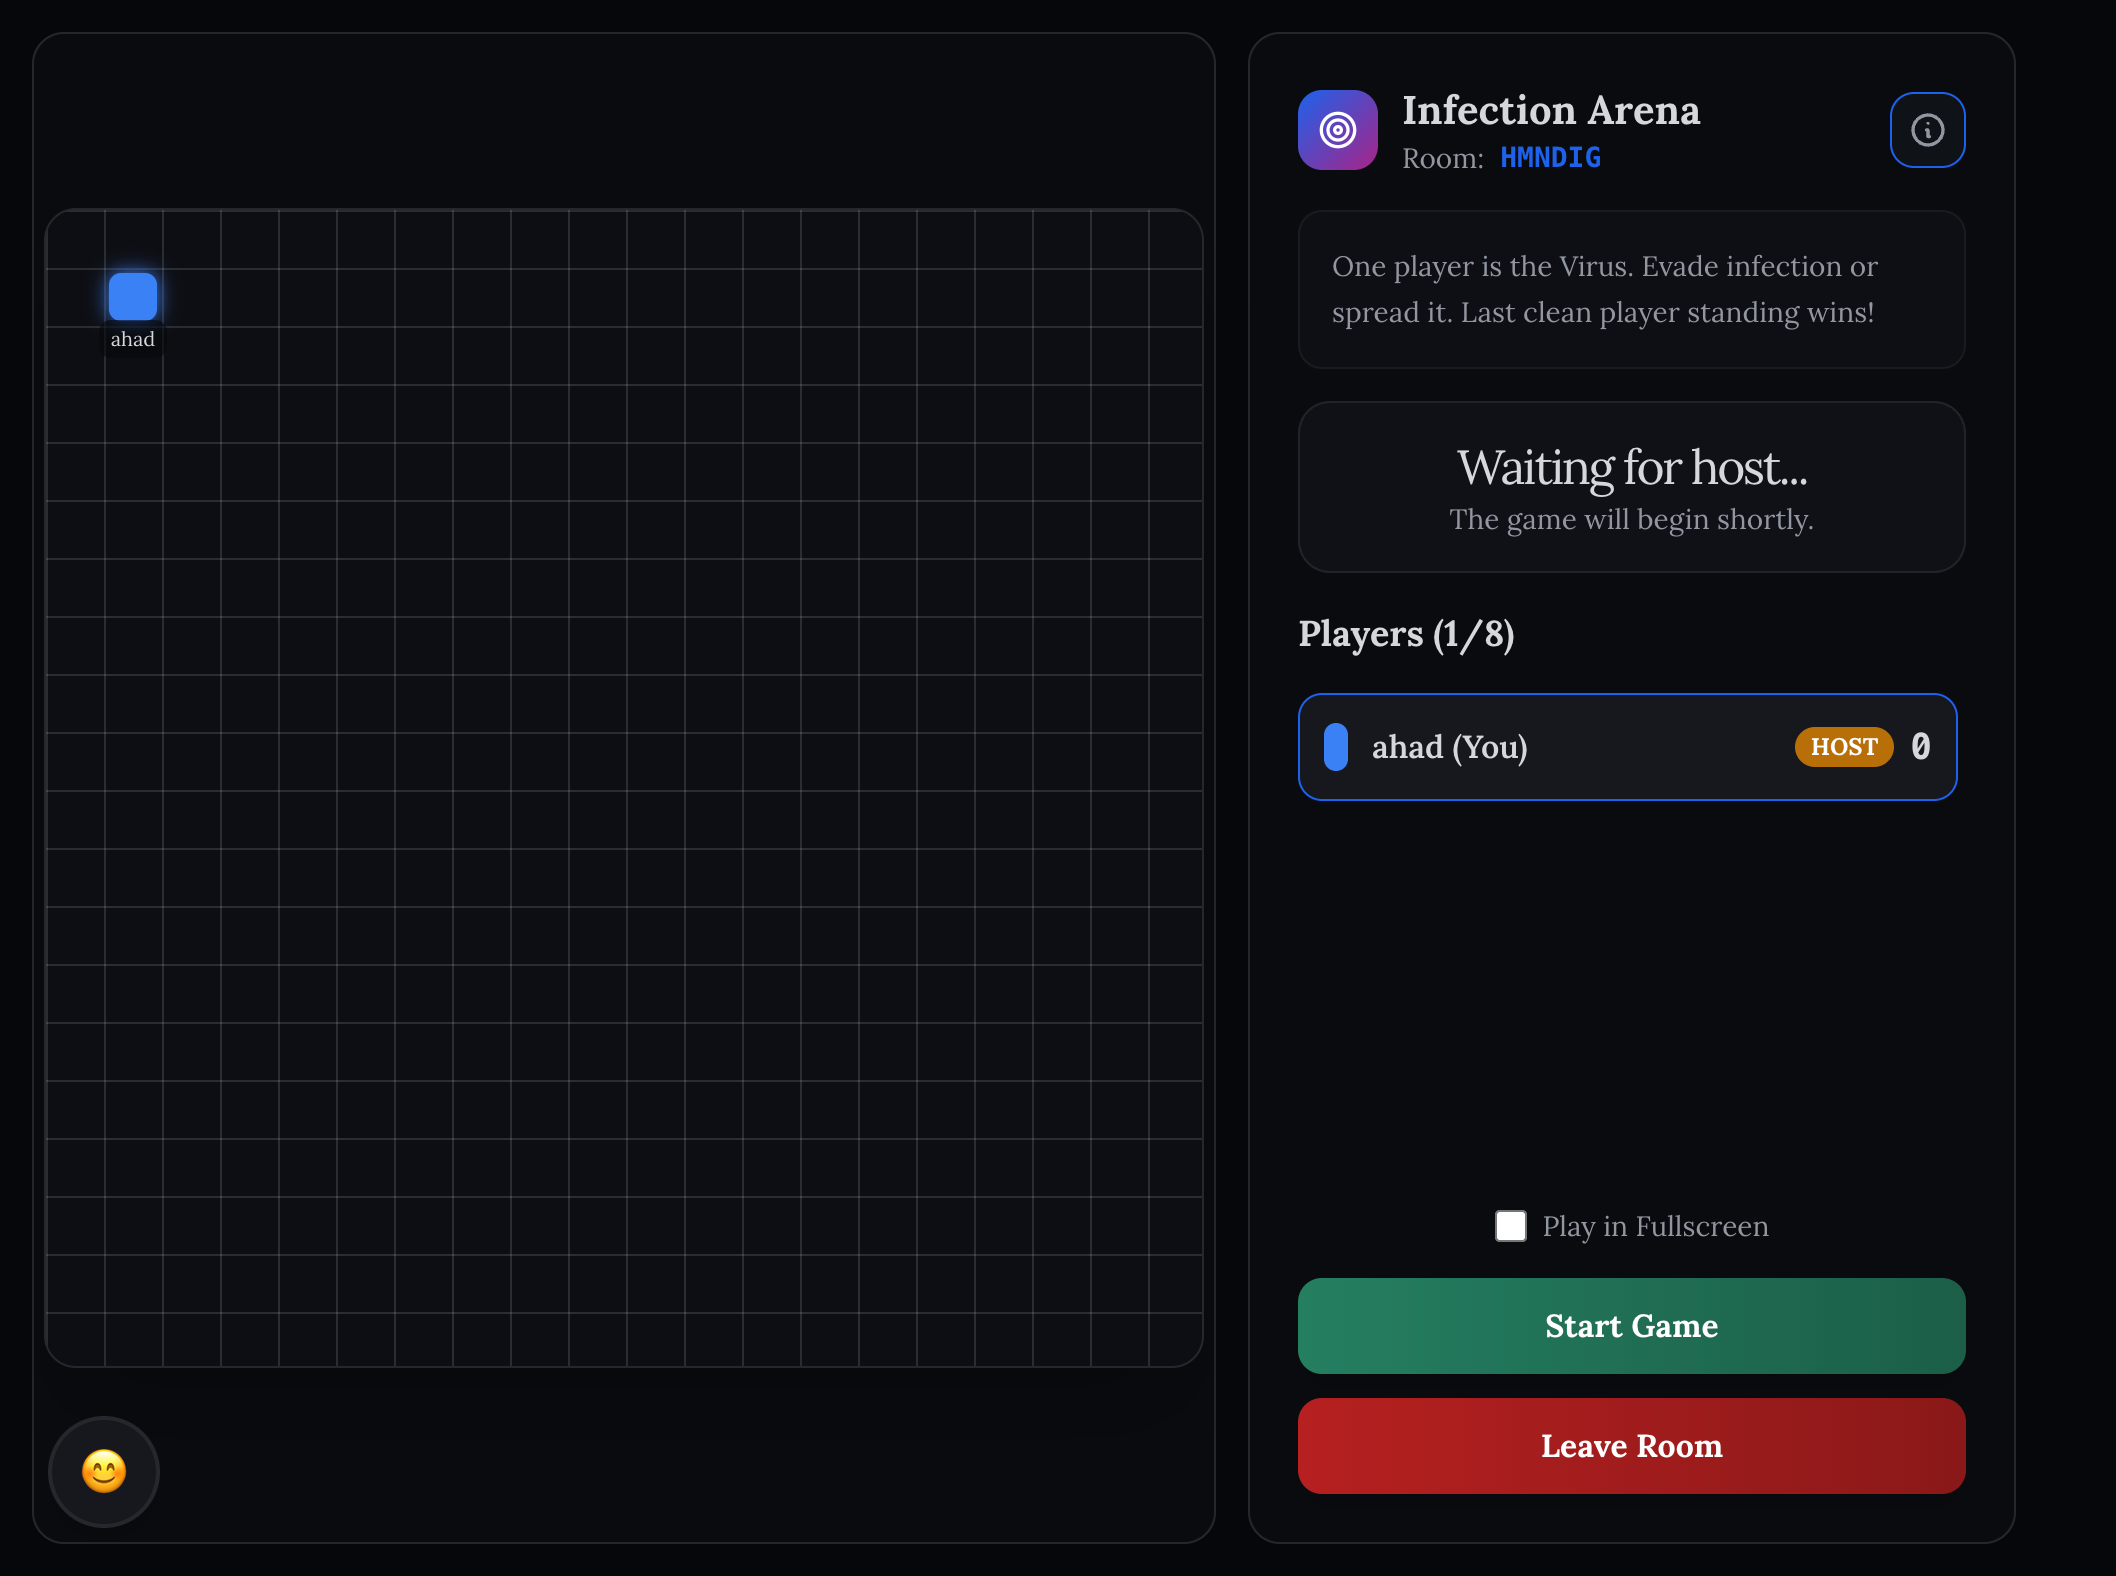 ahad
Infection Arena
Room: HMNDIG
One player is the Virus. Evade infection or
spread it. Last clean player standing wins!
Waiting for host...
The game will begin shortly.
Players (1/8)
ahad (You) HOST 0
Play in Fullscreen
Start Game
Leave Room